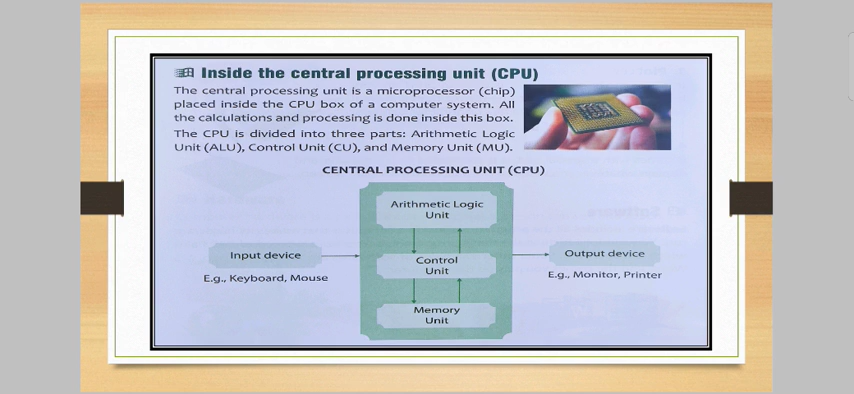 Inside the central processing unit (CPU)
The central processing unit is a microprocessor (chip)
placed inside the CPU box of a computer system. All
the calculations and processing is done inside this box.
The CPU is divided into three parts: Arithmetic Logic
Unit (ALU), Control Unit (CU), and Memory Unit (MU).
CENTRAL PROCESSING UNIT (CPU)
Arithmetic Logic
Unit
Input device
E.g., Keyboard, Mouse
Control
Unit
Output device
E.g., Monitor, Printer
Memory
Unit